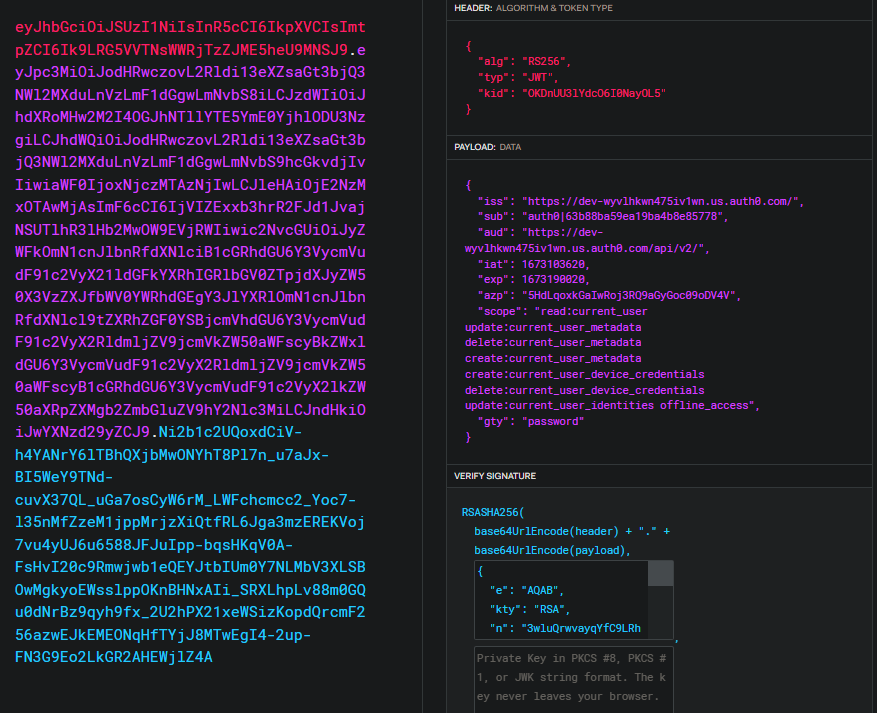 eyJhbGciOiJSUzI1NiIsInR5cCI6IkpXVCIsImt
pZCI6Ik9LRG5VVTNsWWRjTzZJME5heU9MNSJ9.e
yJpc3MiOiJodHRwczovL2Rldi13eXZsaGt3bjQ3
NWl2MXduLnVzLmF1dGgwLmNvbS8iLCJzdWIiOiJ
hdXRoMHw2M2I4OGJhNTllYTE5YmE0YjhlODU3Nz
giLCJhdWQiOiJodHRwczovL2Rldi13eXZsaGt3b
jQ3NWl2MXduLnVzLmF1dGgwLmNvbS9hcGkvdjIv
IiwiaWF0IjoxNjczMTAzNjIwLCJleHAiOjE2NzM
xOTAwMjAsImF6cCI6IjVIZExxb3hrR2FJd1Jvaj
NSUTlhR3lHb2MwOW9EVjRWIiwic2NvcGUiOiJyZ
WFkOmN1cnJlbnRfdXNlciB1cGRhdGU6Y3VycmVu
dF91c2VyX21ldGFkYXRhIGRlbGV0ZTpjdXJyZW5
0X3VzZXJfbWV0YWRhdGEgY3JlYXRlOmN1cnJlbn
RfdXNlcl9tZXRhZGF0YSBjcmVhdGU6Y3VycmVud
F91c2VyX2RldmljZV9jcmVkZW50aWFscyBkZWxl
dGU6Y3VycmVudF91c2VyX2RldmljZV9jcmVkZW5
0aWFscyB1cGRhdGU6Y3VycmVudF91c2VyX2lkZW
50aXRpZXMgb2ZmbGluZV9hY2Nlc3MiLCJndHkiO
iJwYXNzd29yZCJ9.Ni2b1c2UQoxdCiV-
h4YANrY6lTBhQXjbMwONYhT8Pl7n_u7aJx-
BI5WeY9TNd-
cuvX37QL_uGa7osCyW6rM_LWFchcmcc2_Yoc7-
l35nMfZzeM1jppMrjzXiQtfRL6Jga3mzEREKVoj
7vu4yUJ6u6588JFJuIpp-bqsHKqV0A-
FsHvI20c9Rmwjwb1eQEYJtbIUm0Y7NLMbV3XLSB
OwMgkyoEWsslppOKnBHNxAIi_SRXLhpLv88m0GQ
u0dNrBz9qyh9fx_2U2hPX21xeWSizKopdQrcmF2
56azwEJkEMEONqHfTYjJ8MTwEgI4-2up-
FN3G9Eo2LkGR2AHEWjlZ4A
HEADER: ALGORITHM & TOKEN TYPE
{
"alg": "RS256",
"typ": "JWT",
"kid": "OKDnUU3lYdcO6I0NayOL5"
}
PAYLOAD: DATA
{
"iss": "https://dev-wyvlhkwn475iv1wn.us.auth0.com/",
"sub": "auth0|63b88ba59ea19ba4b8e85778",
"aud": "https://dev-
wyvlhkwn475iv1wn.us.auth0.com/api/v2/",
"iat": 1673103620,
"exp": 1673190020,
"azp": "5HdLqoxkGaIwRoj3RQ9aGyGoc09oDV4V",
"scope": "read:current_user
update:current_user_metadata
delete:current_user_metadata
create:current_user_metadata
create:current_user_device_credentials
delete:current_user_device_credentials
update:current_user_identities offline_access",
"gty": "password"
}
VERIFY SIGNATURE
RSASHA256(
base64UrlEncode(header) + "." +
base64UrlEncode(payload),
{
"e": "AQAB",
"kty": "RSA",
"n": "3wluQrwvayqYfC9LRh
,
Private Key in PKCS #8, PKCS #
1, or JWK string format. The k
ey never leaves your browser.